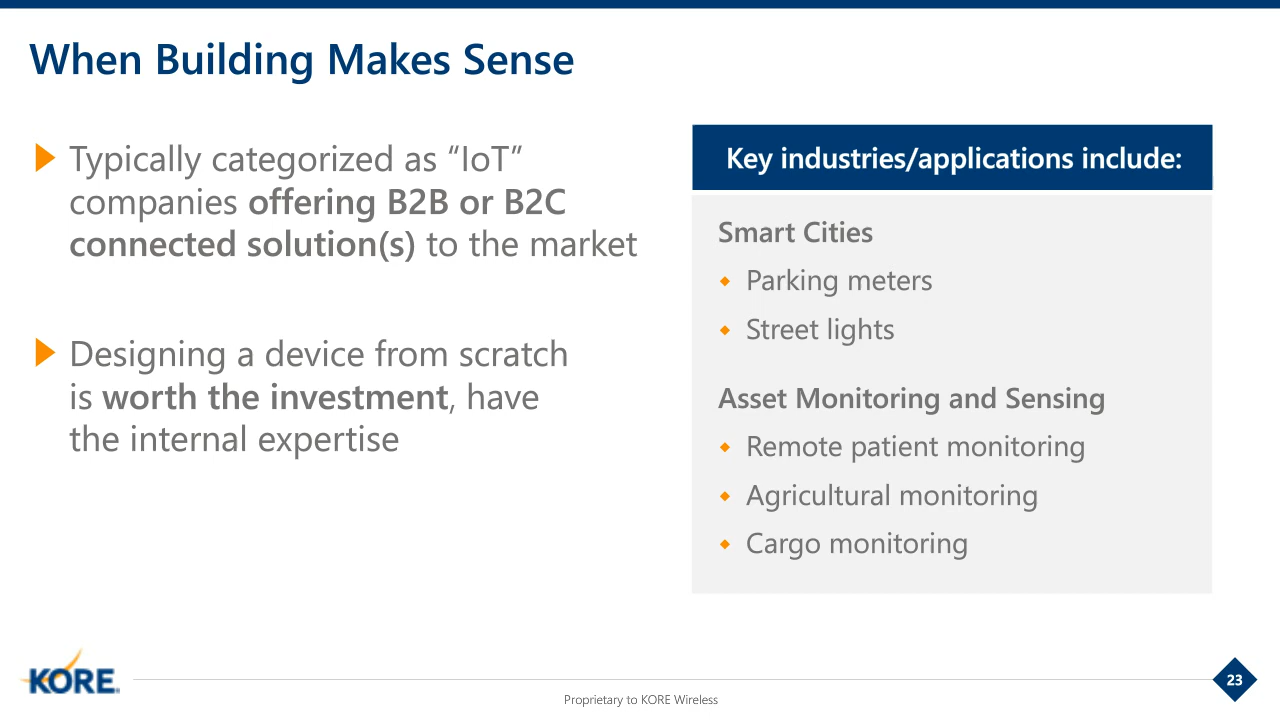 When Building Makes Sense
Typically categorized as “IoT”
companies offering B2B or B2C
connected solution(s) to the market
Designing a device from scratch
is worth the investment, have
the internal expertise
Key industries/applications include:
Smart Cities
Parking meters
Street lights
Asset Monitoring and Sensing
Remote patient monitoring
Agricultural monitoring
Cargo monitoring
KORE
Proprietary to KORE Wireless
23